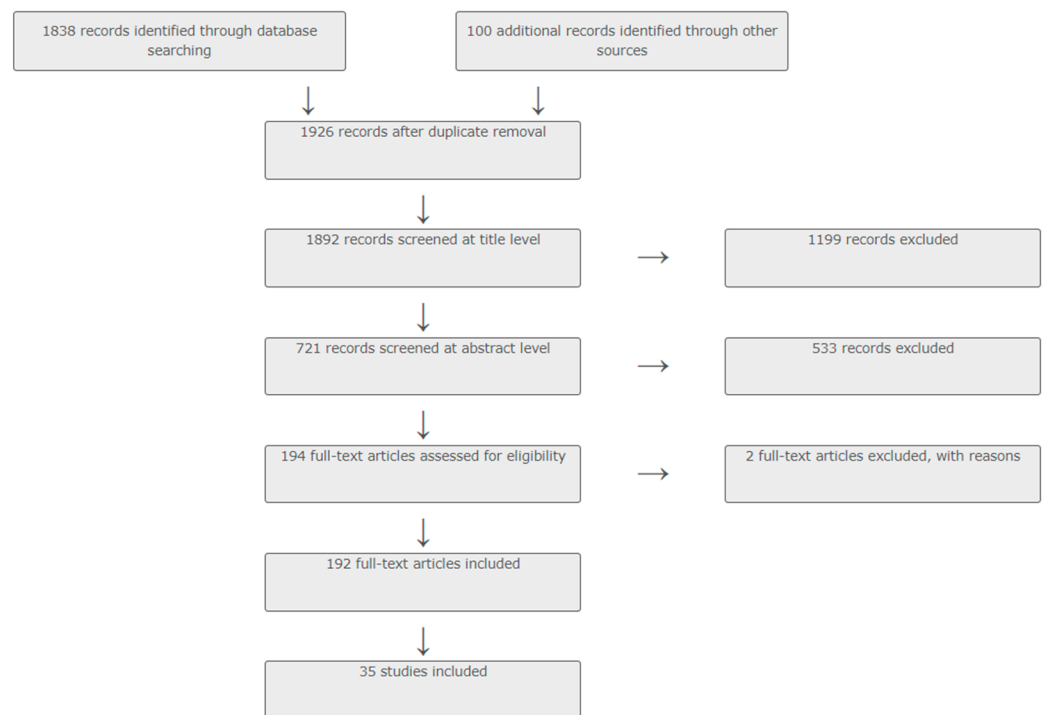 1838 records identified through database
searching
100 additional records identified through other
sources
1926 records after duplicate removal
1892 records screened at title level
1199 records excluded
721 records screened at abstract level
533 records excluded
194 full-text articles assessed for eligibility
2 full-text articles excluded, with reasons
192 full-text articles included
35 studies included